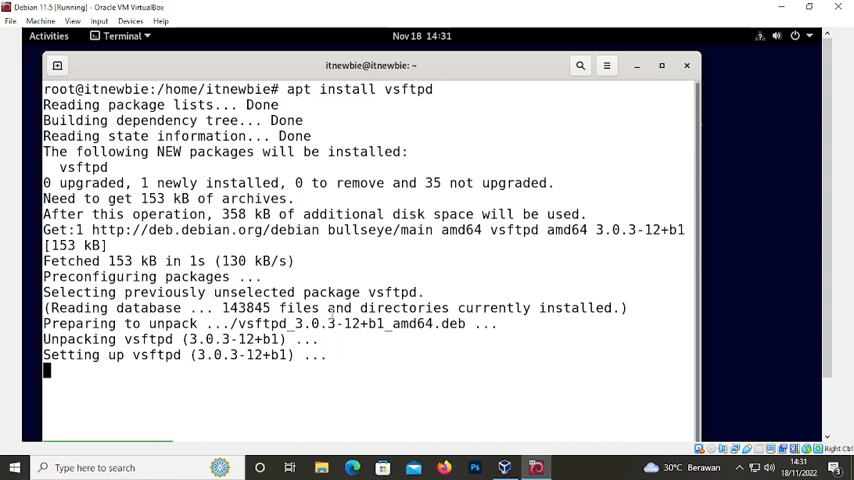 Debian 11.5 [Running] - Oracle VM VirtualBox
File Machine View Input Devices Help
Activities Terminal Nov 18 14:31
itnewbie@itnewbie: ~
root@itnewbie:/home/itnewbie# apt install vsftpd
Reading package lists... Done
Building dependency tree... Done
Reading state information... Done
The following NEW packages will be installed:
vsftpd
0 upgraded, 1 newly installed, 0 to remove and 35 not upgraded.
Need to get 153 kB of archives.
After this operation, 358 kB of additional disk space will be used.
Get:1 http://deb.debian.org/debian bullseye/main amd64 vsftpd amd64 3.0.3-12+b1
[153 kB]
Fetched 153 kB in 1s (130 kB/s)
Preconfiguring packages ...
Selecting previously unselected package vsftpd.
(Reading database ... 143845 files and directories currently installed.)
Preparing to unpack .../vsftpd_3.0.3-12+b1_amd64.deb ...
Unpacking vsftpd (3.0.3-12+b1) ...
Setting up vsftpd (3.0.3-12+b1) ...
Right Ctrl
Type here to search
Ps
30°C Berawan
14:31
18/11/2022
3